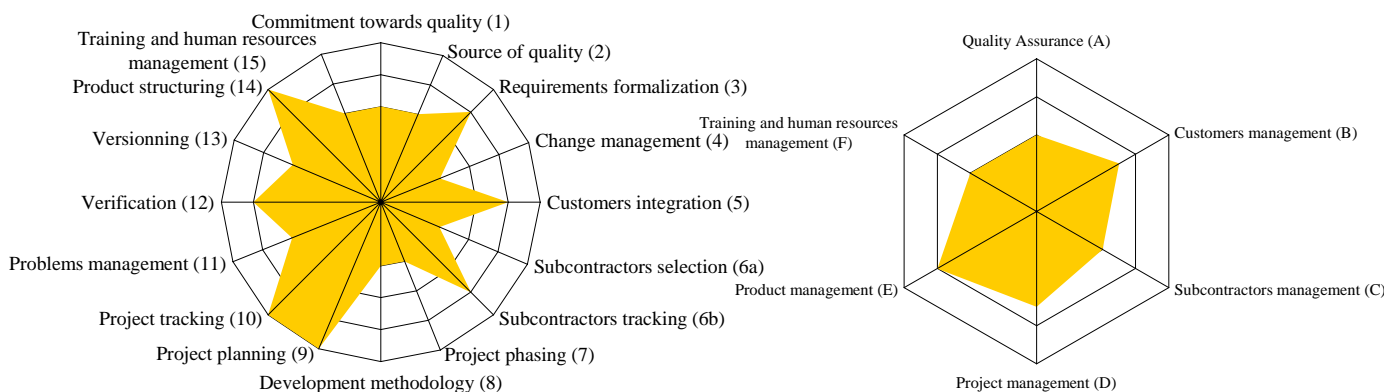 Commitment towards quality (1)
Source of quality (2)
Requirements formalization (3)
Change management (4)
Customers integration (5)
Subcontractors selection (6a)
Subcontractors tracking (6b)
Project phasing (7)
Development methodology (8)
Project planning (9)
Project tracking (10)
Problems management (11)
Verification (12)
Versionning (13)
Product structuring (14)
Training and human resources
management (15)
Quality Assurance (A)
Customers management (B)
Subcontractors management (C)
Project management (D)
Product management (E)
Training and human resources
management (F)